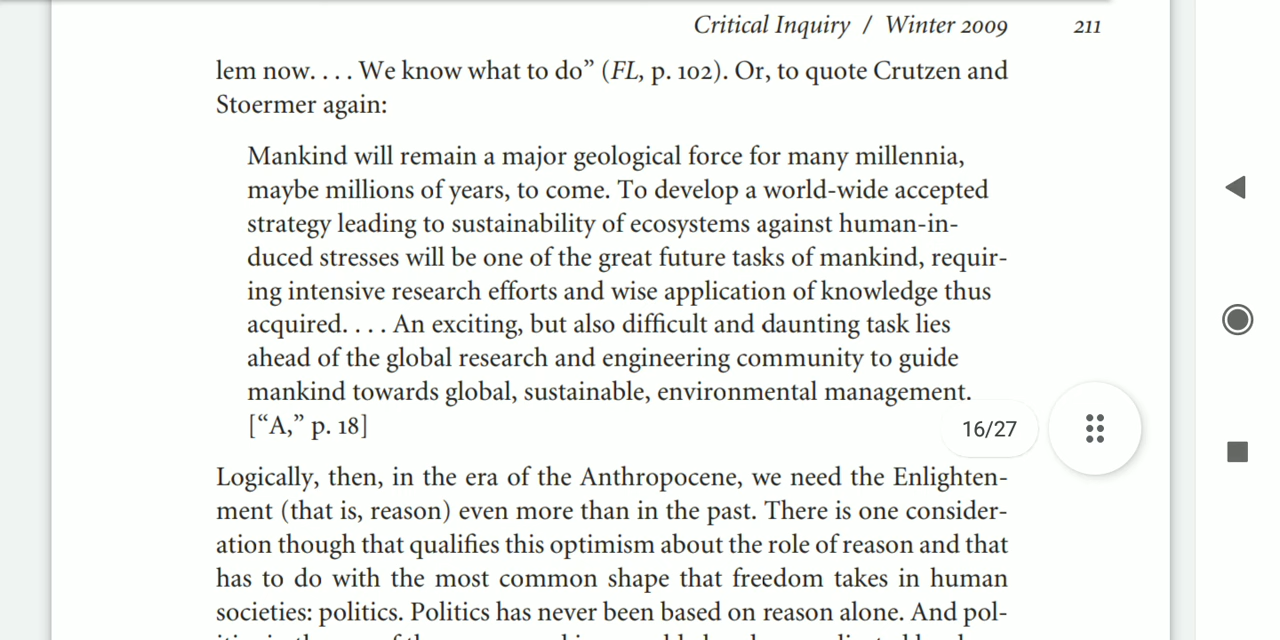 Critical Inquiry / Winter 2009 211
lem now. . . . We know what to do” (FL, p. 102). Or, to quote Crutzen and
Stoermer again:
Mankind will remain a major geological force for many millennia,
maybe millions of years, to come. To develop a world-wide accepted
strategy leading to sustainability of ecosystems against human-in-
duced stresses will be one of the great future tasks of mankind, requir-
ing intensive research efforts and wise application of knowledge thus
acquired. . . . An exciting, but also difficult and daunting task lies
ahead of the global research and engineering community to guide
mankind towards global, sustainable, environmental management.
[“A,” p. 18]
16/27
Logically, then, in the era of the Anthropocene, we need the Enlighten-
ment (that is, reason) even more than in the past. There is one consider-
ation though that qualifies this optimism about the role of reason and that
has to do with the most common shape that freedom takes in human
societies: politics. Politics has never been based on reason alone. And pol-